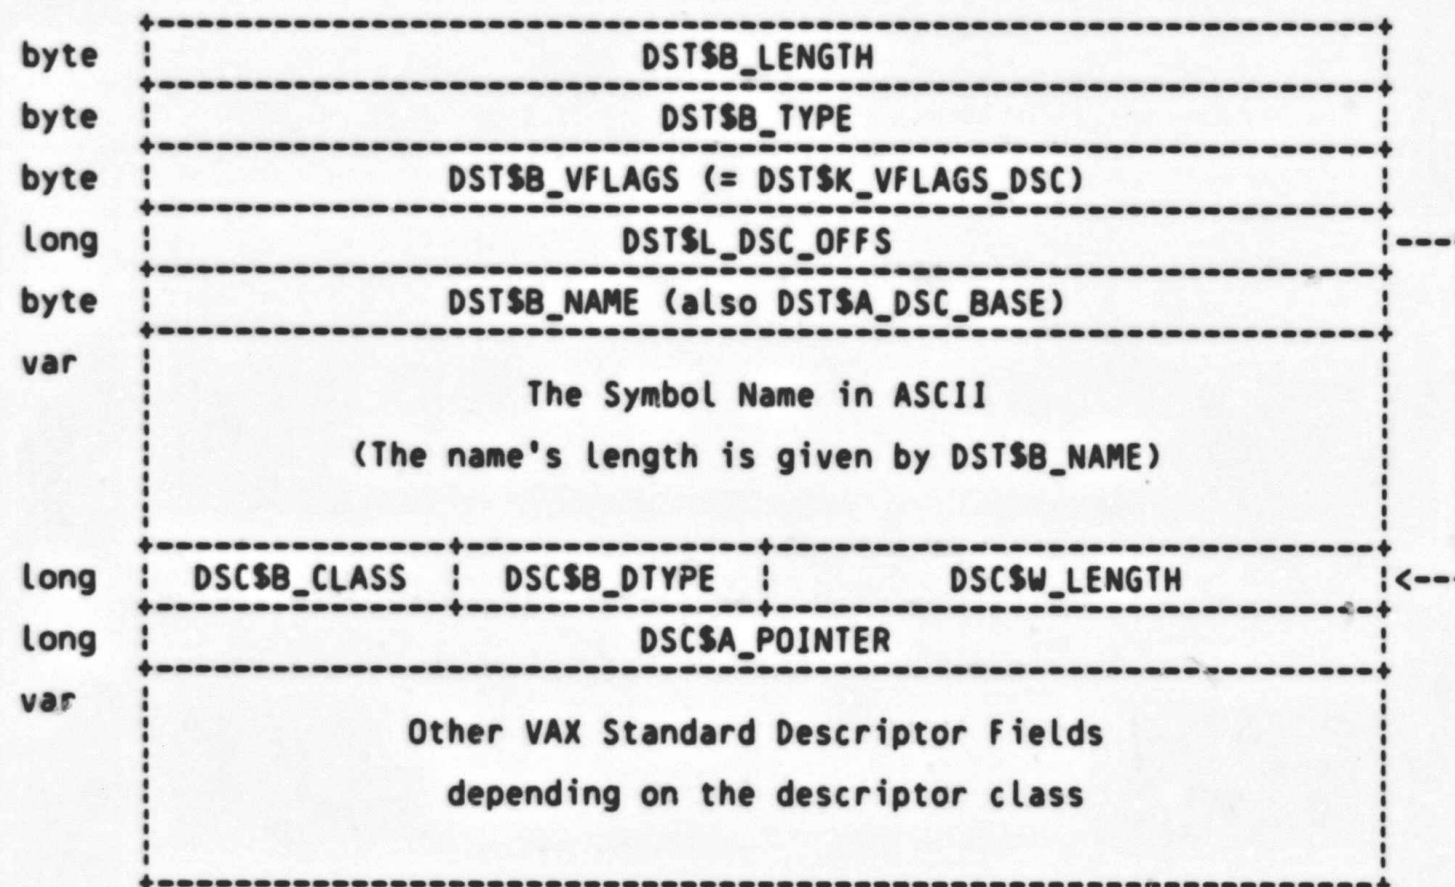 byte DST$B_LENGTH
byte DST$B_TYPE
byte DST$B_VFLAGS (= DST$K_VFLAGS_DSC)
long DST$L_DSC_OFFS
byte DST$B_NAME (also DST$A_DSC_BASE)
var
The Symbol Name in ASCII
(The name's length is given by DST$B_NAME)
long DSC$B_CLASS DSC$B_DTYPE DSC$W_LENGTH
long DSC$A_POINTER
var
Other VAX Standard Descriptor Fields
depending on the descriptor class